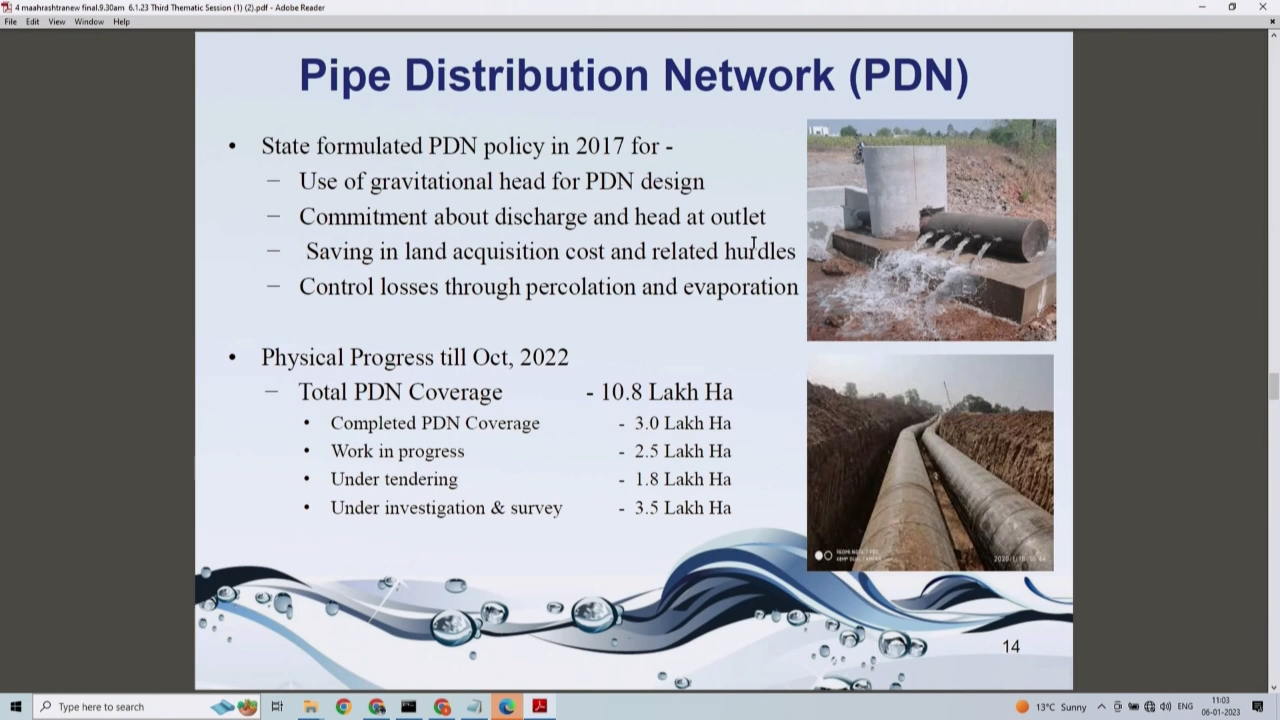 4 maahrashtranew final.9.30am 6.1.23 Third Thematic Session (1) (2).pdf - Adobe Reader
File Edit View Window Help
Pipe Distribution Network (PDN)
• State formulated PDN policy in 2017 for -
– Use of gravitational head for PDN design
– Commitment about discharge and head at outlet
– Saving in land acquisition cost and related hurdles
– Control losses through percolation and evaporation
• Physical Progress till Oct, 2022
– Total PDN Coverage - 10.8 Lakh Ha
• Completed PDN Coverage - 3.0 Lakh Ha
• Work in progress - 2.5 Lakh Ha
• Under tendering - 1.8 Lakh Ha
• Under investigation & survey - 3.5 Lakh Ha
14
Type here to search
13°C Sunny
ENG
11:03
06-01-2023